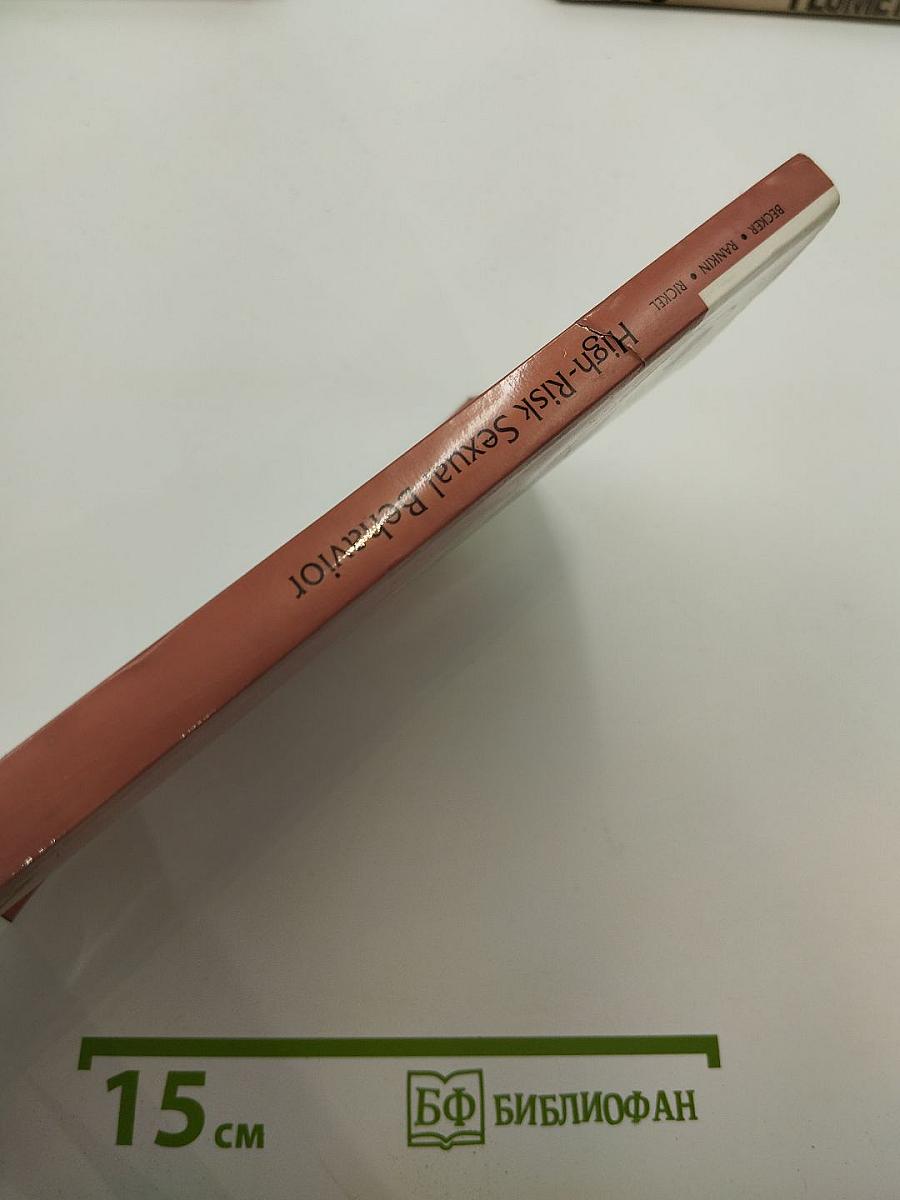 BECKER • RANKIN • RICKEL
High-Risk Sexual Behavior
15 см
БФ БИБЛИОФАН